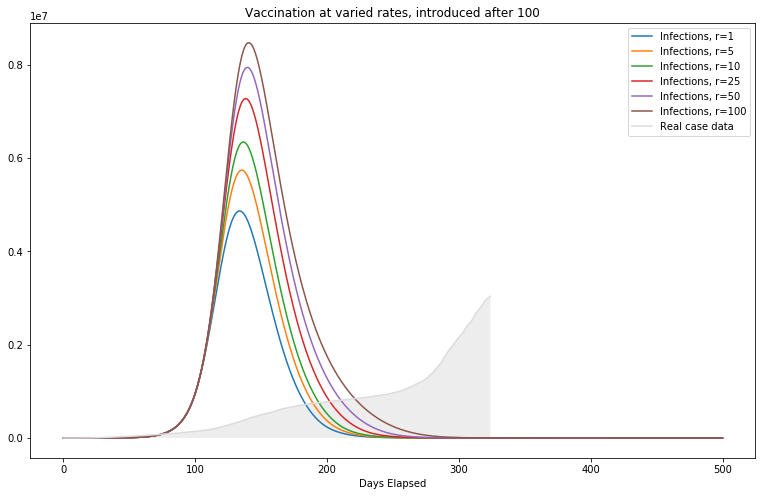 Vaccination at varied rates, introduced after 100
1e7
Infections, r=1
Infections, r=5
Infections, r=10
Infections, r=25
Infections, r=50
Infections, r=100
Real case data
0.8
0.6
0.4
0.2
0.0
0 100 200 300 400 500
Days Elapsed